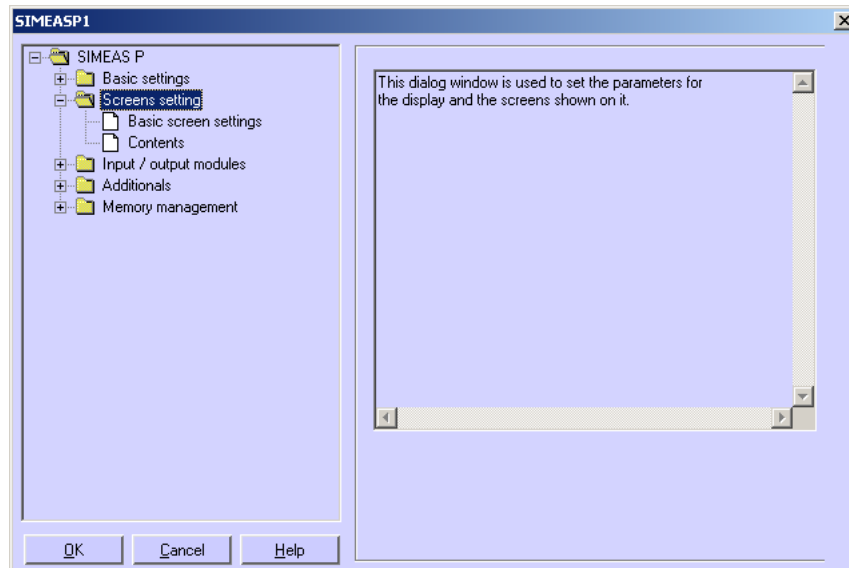 SIMEASP1
SIMEAS P
Basic settings
Screens setting
Basic screen settings
Contents
Input / output modules
Additionals
Memory management
This dialog window is used to set the parameters for
the display and the screens shown on it.
OK
Cancel
Help